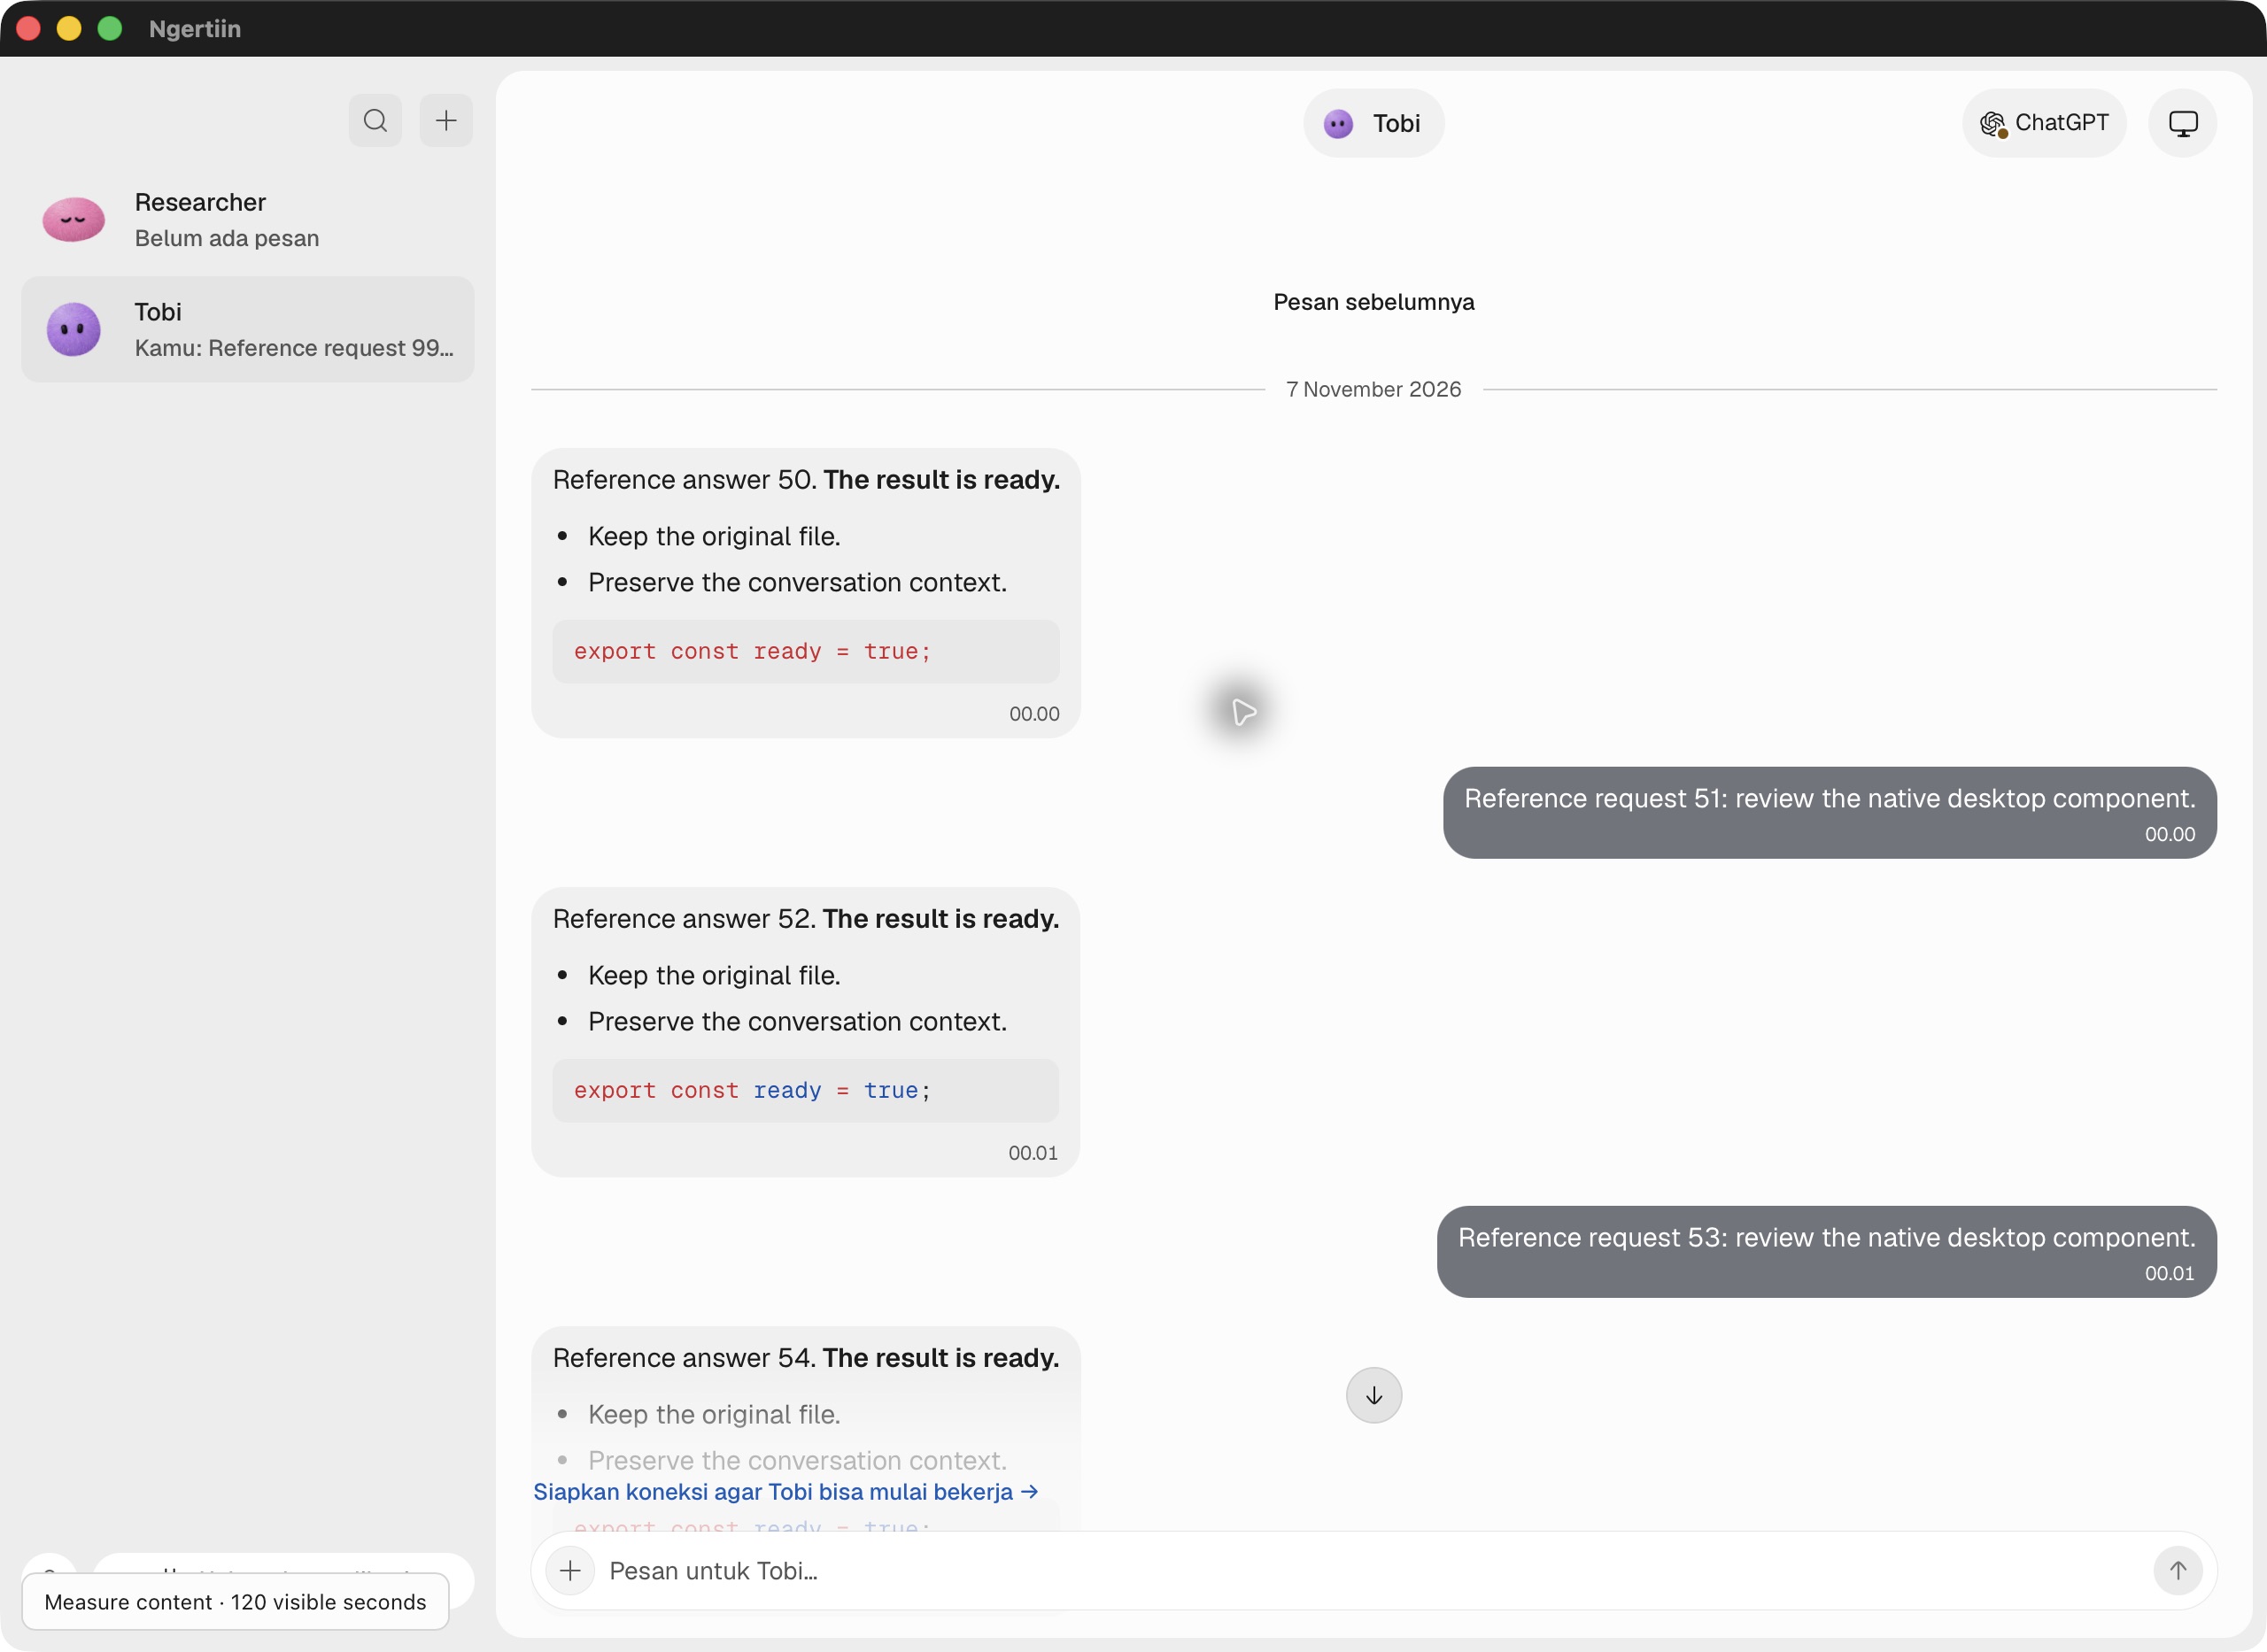 Ngertiin
Researcher
Belum ada pesan
Tobi
Kamu: Reference request 99...
Measure content · 120 visible seconds
Tobi
ChatGPT
Pesan sebelumnya
7 November 2026
Reference answer 50. The result is ready.
• Keep the original file.
• Preserve the conversation context.
export const ready = true;
00.00
Reference request 51: review the native desktop component.
00.00
Reference answer 52. The result is ready.
• Keep the original file.
• Preserve the conversation context.
export const ready = true;
00.01
Reference request 53: review the native desktop component.
00.01
Reference answer 54. The result is ready.
• Keep the original file.
• Preserve the conversation context.
Siapkan koneksi agar Tobi bisa mulai bekerja →
export const ready = true;
Pesan untuk Tobi...